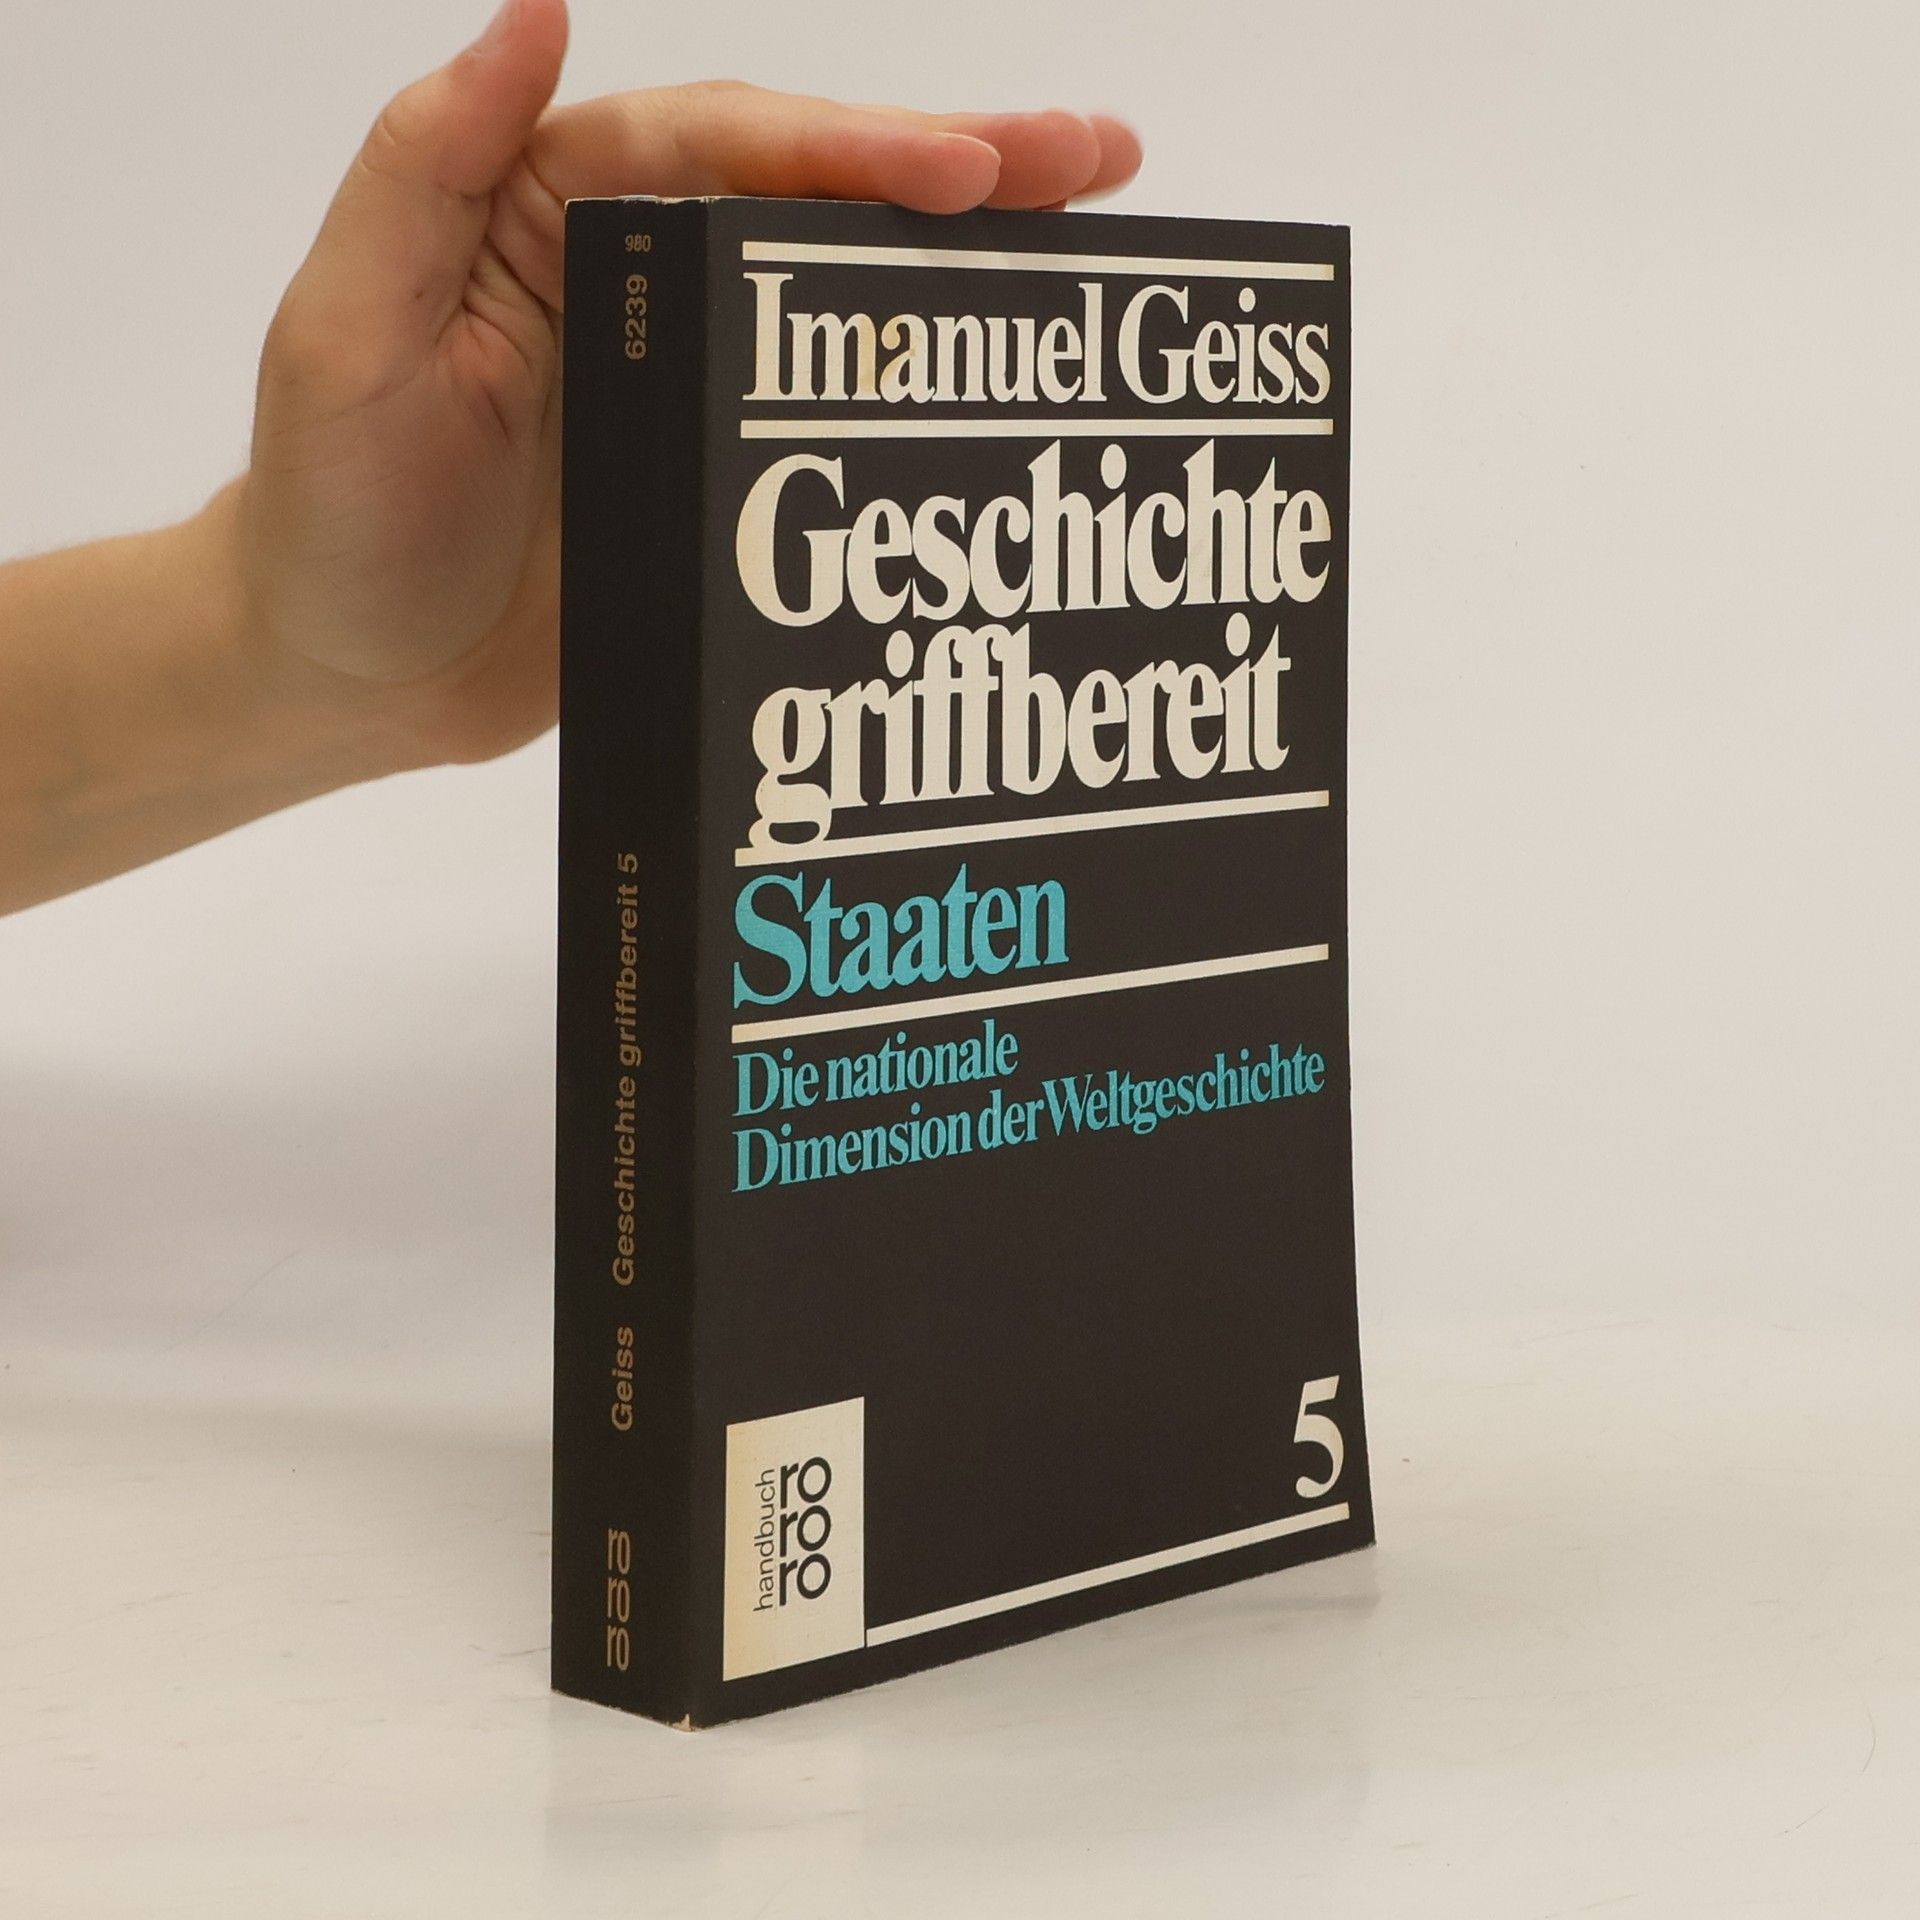 980
6239
Geiss Geschichte griffbereit 5
rororo
Imanuel Geiss
Geschichte
griffbereit
Staaten
Die nationale
Dimension der Weltgeschichte
5
handbuch
ro
ro
ro